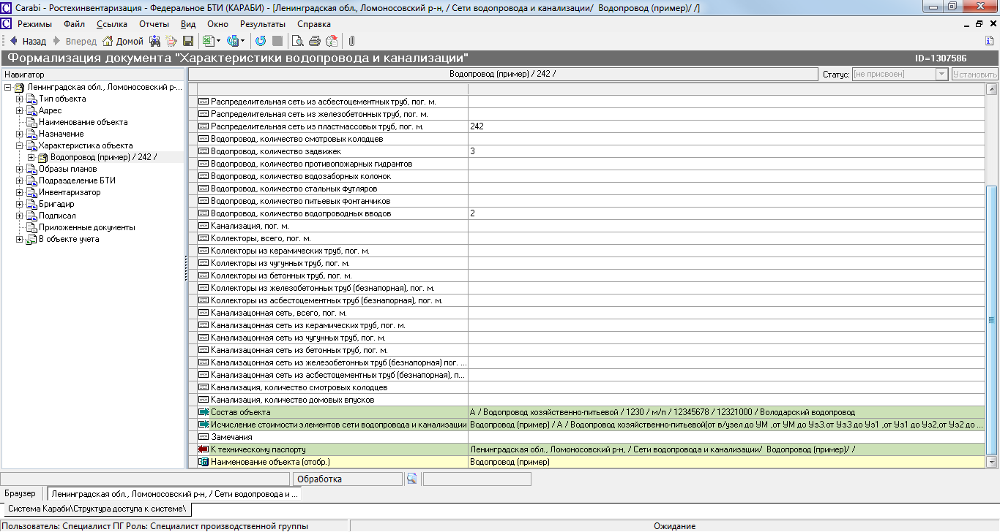 Carabi - Ростехинвентаризация - Федеральное БТИ (КАРАБИ) - [Ленинградская обл., Ломоносовский р-н, / Сети водопровода и канализации/ Водопровод (пример)/ /]
Режимы Файл Ссылка Отчеты Вид Окно Результаты Справка
Назад Вперед Домой
Формализация документа "Характеристики водопровода и канализации" ID=1307586
Навигатор
Ленинградская обл., Ломоносовский р-...
Тип объекта
Адрес
Наименование объекта
Назначение
Характеристика объекта
Водопровод (пример) / 242 /
Образы планов
Подразделение БТИ
Инвентаризатор
Бригадир
Подписал
Приложенные документы
В объекте учета
Водопровод (пример) / 242 / Статус: [не присвоен] Установить
Распределительная сеть из асбестоцементных труб, пог. м.
Распределительная сеть из железобетонных труб, пог. м.
Распределительная сеть из пластмассовых труб, пог. м. 242
Водопровод, количество смотровых колодцев
Водопровод, количество задвижек 3
Водопровод, количество противопожарных гидрантов
Водопровод, количество водозаборных колонок
Водопровод, количество стальных футляров
Водопровод, количество питьевых фонтанчиков
Водопровод, количество водопроводных вводов 2
Канализация, пог. м.
Коллекторы, всего, пог. м.
Коллекторы из керамических труб, пог. м.
Коллекторы из чугунных труб, пог. м.
Коллекторы из бетонных труб, пог. м.
Коллекторы из железобетонных труб (безнапорная), пог. м.
Коллекторы из асбестоцементных труб (безнапорная), пог. м.
Канализацонная сеть, всего, пог. м.
Канализацонная сеть из керамических труб, пог. м.
Канализацонная сеть из чугунных труб, пог. м.
Канализацонная сеть из бетонных труб, пог. м.
Канализацонная сеть из железобетонных труб (безнапорная) пог. ...
Канализацонная сеть из асбестоцементных труб (безнапорная), п...
Канализация, количество смотровых колодцев
Канализация, количество домовых впусков
Состав объекта А / Водопровод хозяйственно-питьевой / 1230 / м/п / 12345678 / 12321000 / Володарский водопровод
Исчисление стоимости элементов сети водопровода и канализации Водопровод (пример) / А / Водопровод хозяйственно-питьевой(от в/узел до УМ ,от УМ до Уз3.от Уз3 до Уз1 ,от Уз1 до Уз2,от Уз2 до ...
Замечания
К техническому паспорту Ленинградская обл., Ломоносовский р-н, / Сети водопровода и канализации/ Водопровод (пример)/ /
Наименование объекта (отобр.) Водопровод (пример)
Обработка
Браузер Ленинградская обл., Ломоносовский р-н, / Сети водопровода и ...
Система Караби\Структура доступа к системе\
Пользователь: Специалист ПГ Роль: Специалист производственной группы Ожидание